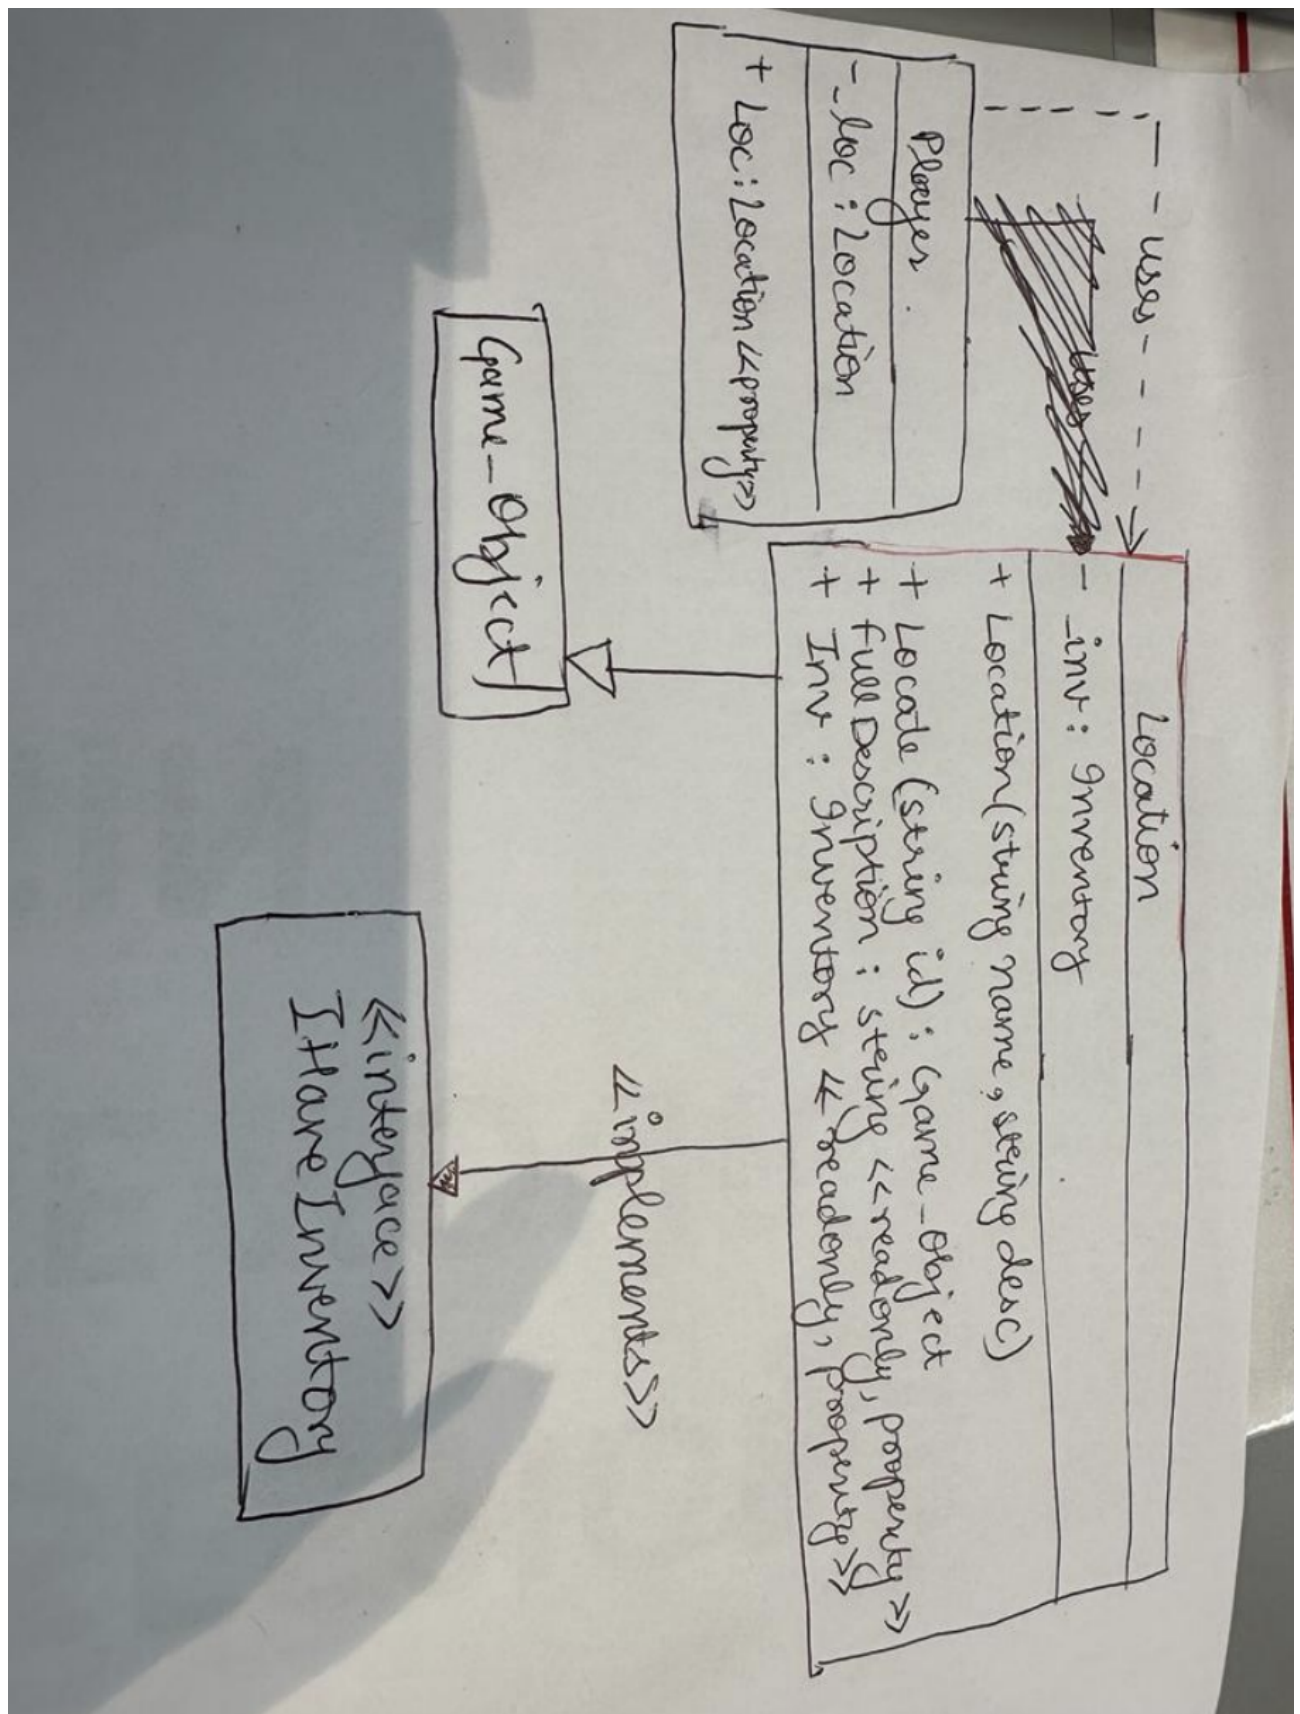 - - uses - - - -
Player.
- _loc : Location
+ Loc : Location <<property>>
uses
Location
- _inv : Inventory
+ Location(string name, string desc)
+ Locate (string id) : Game_Object
+ FullDescription : string <<readonly, property>>
+ Inv : Inventory <<readonly, property>>
Game_Object
<<implements>>
<<interface>>
IHaveInventory